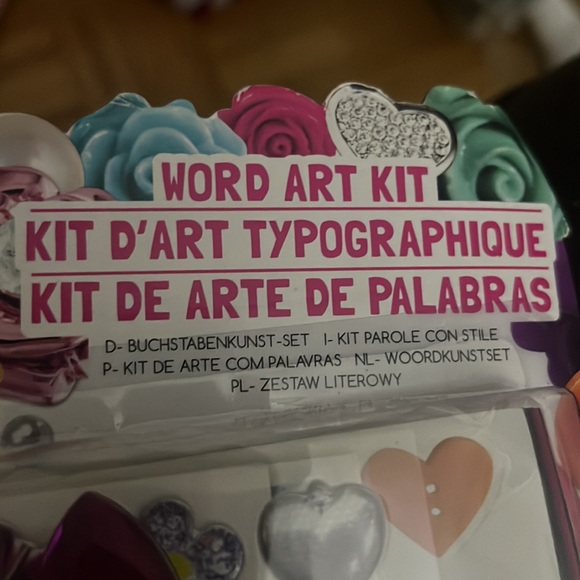 WORD ART KIT
KIT D'ART TYPOGRAPHIQUE
KIT DE ARTE DE PALABRAS
D- BUCHSTABENKUNST-SET I- KIT PAROLE CON STILE
P- KIT DE ARTE COM PALAVRAS NL- WOORDKUNSTSET
PL- ZESTAW LITEROWY